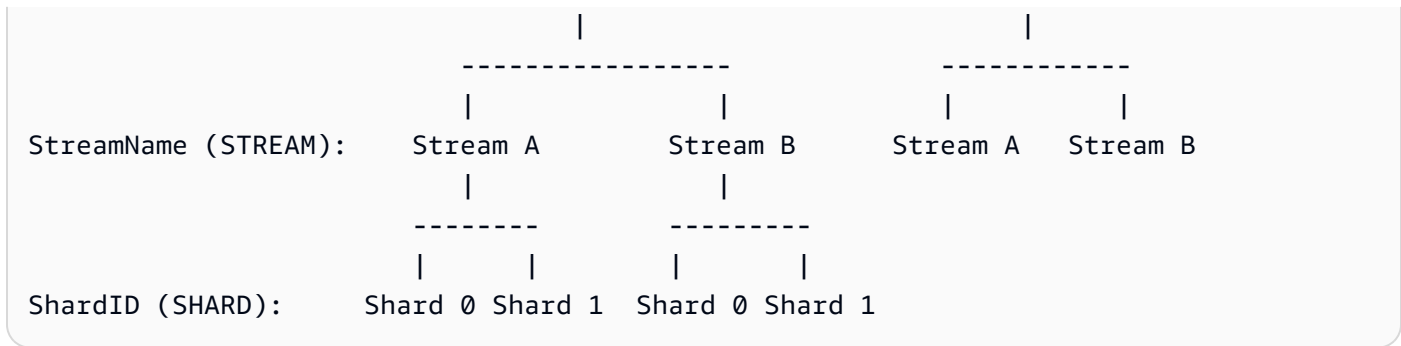 |                                   |
-----------------                ------------
|                    |                 |             |
StreamName (STREAM):     Stream A          Stream B       Stream A   Stream B
|                    |
--------          ---------
|        |          |         |
ShardID (SHARD):      Shard 0 Shard 1  Shard 0 Shard 1